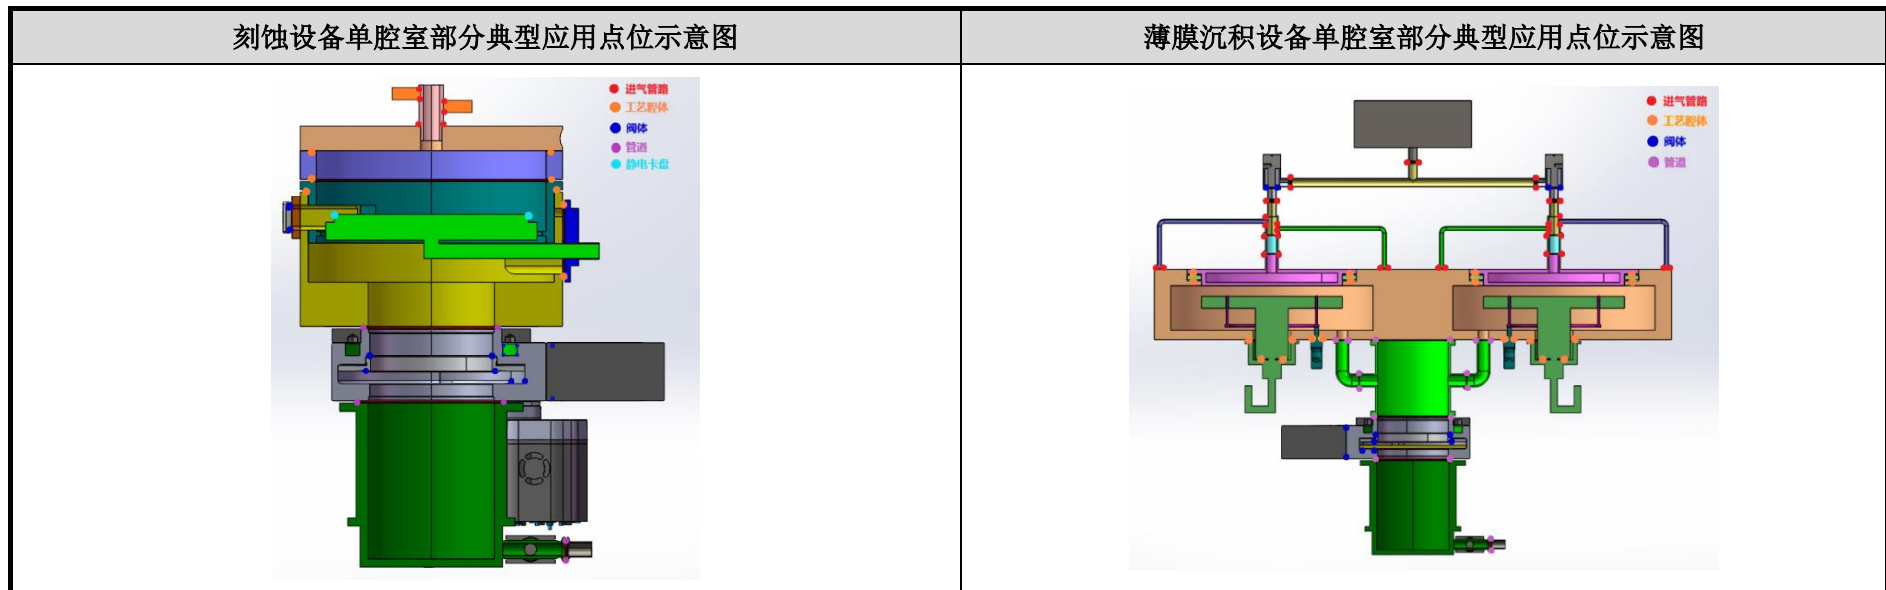 刻蚀设备单腔室部分典型应用点位示意图
薄膜沉积设备单腔室部分典型应用点位示意图
进气管路
工艺腔体
阀体
管道
静电卡盘
进气管路
工艺腔体
阀体
管道